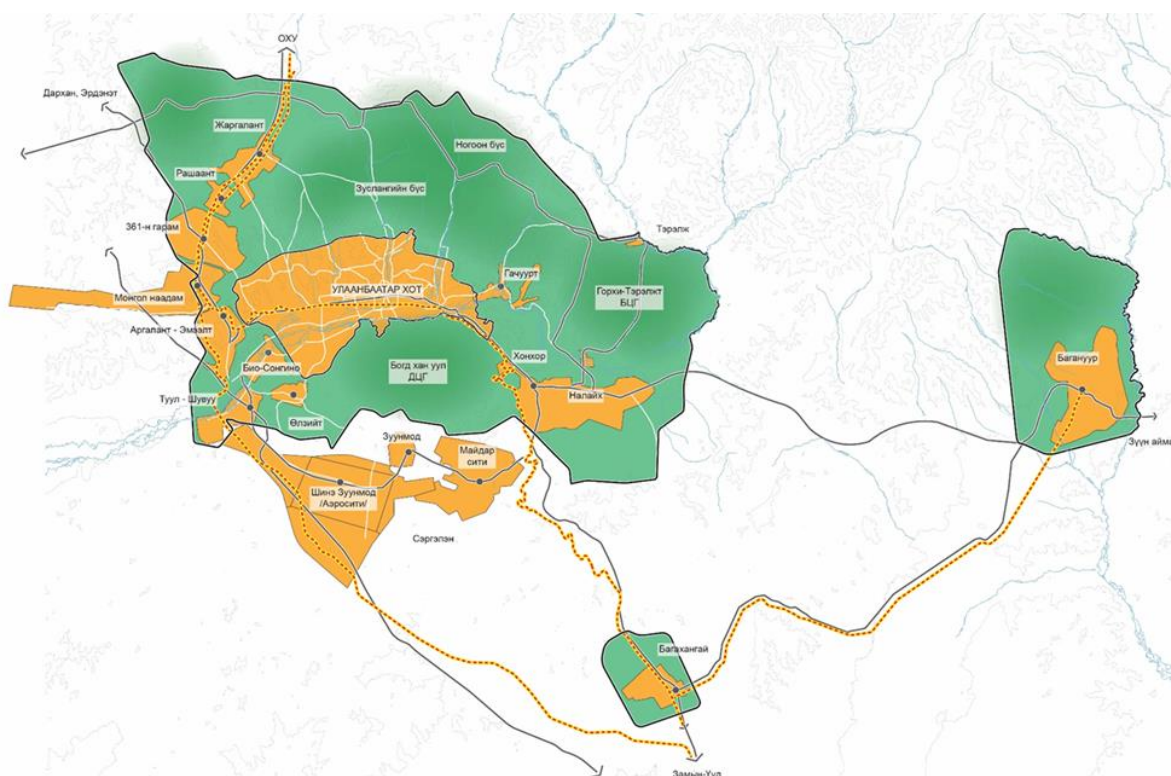 ОХУ
Дархан, Эрдэнэт
Жаргалант
Ногоон бүс
Рашаант
Зуслангийн бүс
361-н гарам
Тэрэлж
Гачуурт
Монгол наадам
УЛААНБААТАР ХОТ
Горхи-Тэрэлжт
БЦГ
Аргалант - Эмээлт
Био-Сонгино
Богд хан уул
ДЦГ
Хонхор
Багануур
Туул - Шувуу
Налайх
Өлзийт
Зуунмод
Зүүн айма
Майдар
сити
Шинэ Зуунмод
/Аэросити/
Сэргэлэн
Багахангай
Замын-Үүд